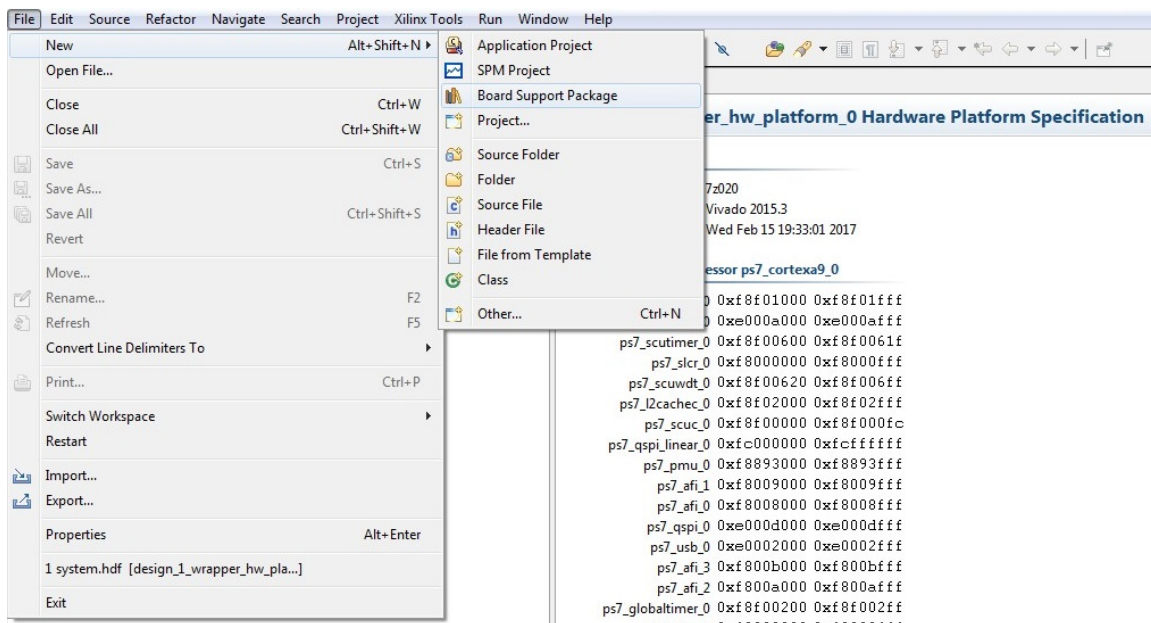 File Edit Source Refactor Navigate Search Project Xilinx Tools Run Window Help
New Alt+Shift+N
Open File...
Close Ctrl+W
Close All Ctrl+Shift+W
Save Ctrl+S
Save As...
Save All Ctrl+Shift+S
Revert
Move...
Rename... F2
Refresh F5
Convert Line Delimiters To
Print... Ctrl+P
Switch Workspace
Restart
Import...
Export...
Properties Alt+Enter
1 system.hdf [design_1_wrapper_hw_pla...]
Exit
Application Project
SPM Project
Board Support Package
Project...
Source Folder
Folder
Source File
Header File
File from Template
Class
Other... Ctrl+N
er_hw_platform_0 Hardware Platform Specification
7z020
Vivado 2015.3
Wed Feb 15 19:33:01 2017
essor ps7_cortexa9_0
0xf8f01000 0xf8f01fff
0xe000a000 0xe000afff
ps7_scutimer_0 0xf8f00600 0xf8f0061f
ps7_slcr_0 0xf8000000 0xf8000fff
ps7_scuwdt_0 0xf8f00620 0xf8f006ff
ps7_l2cachec_0 0xf8f02000 0xf8f02fff
ps7_scuc_0 0xf8f00000 0xf8f000fc
ps7_qspi_linear_0 0xfc000000 0xfcffffff
ps7_pmu_0 0xf8893000 0xf8893fff
ps7_afi_1 0xf8009000 0xf8009fff
ps7_afi_0 0xf8008000 0xf8008fff
ps7_qspi_0 0xe000d000 0xe000dfff
ps7_usb_0 0xe0002000 0xe0002fff
ps7_afi_3 0xf800b000 0xf800bfff
ps7_afi_2 0xf800a000 0xf800afff
ps7_globaltimer_0 0xf8f00200 0xf8f002ff